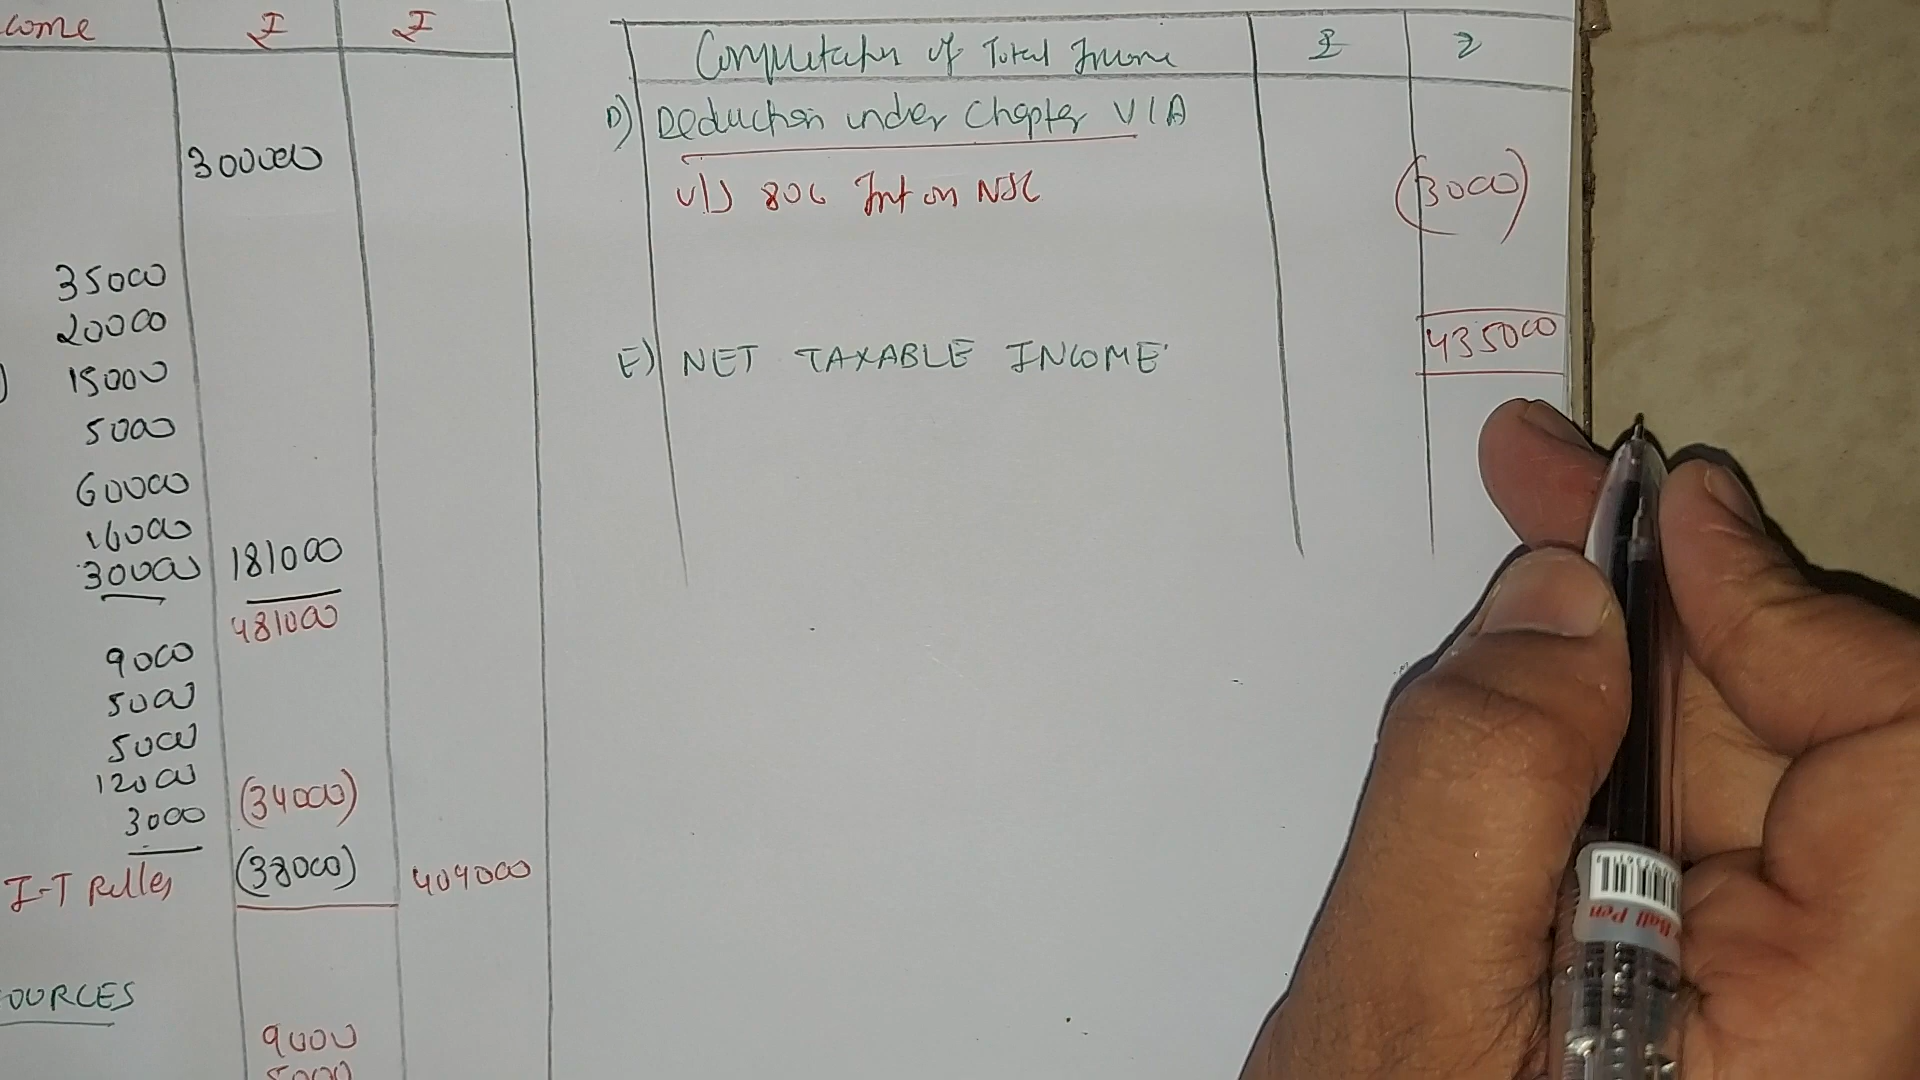 come ₹ ₹
300000
35000
20000
) 15000
5000
60000
16000
30000 181000
481000
9000
5000
5000
12000 (34000)
3000
I-T Rules (38000) 409000
OURCES
9000
5000
Computation of Total Income ₹ ₹
D) Deduction under Chapter VIA
u/s 80C Int on NSC (3000)
E) NET TAXABLE INCOME 435000
Ball Pen